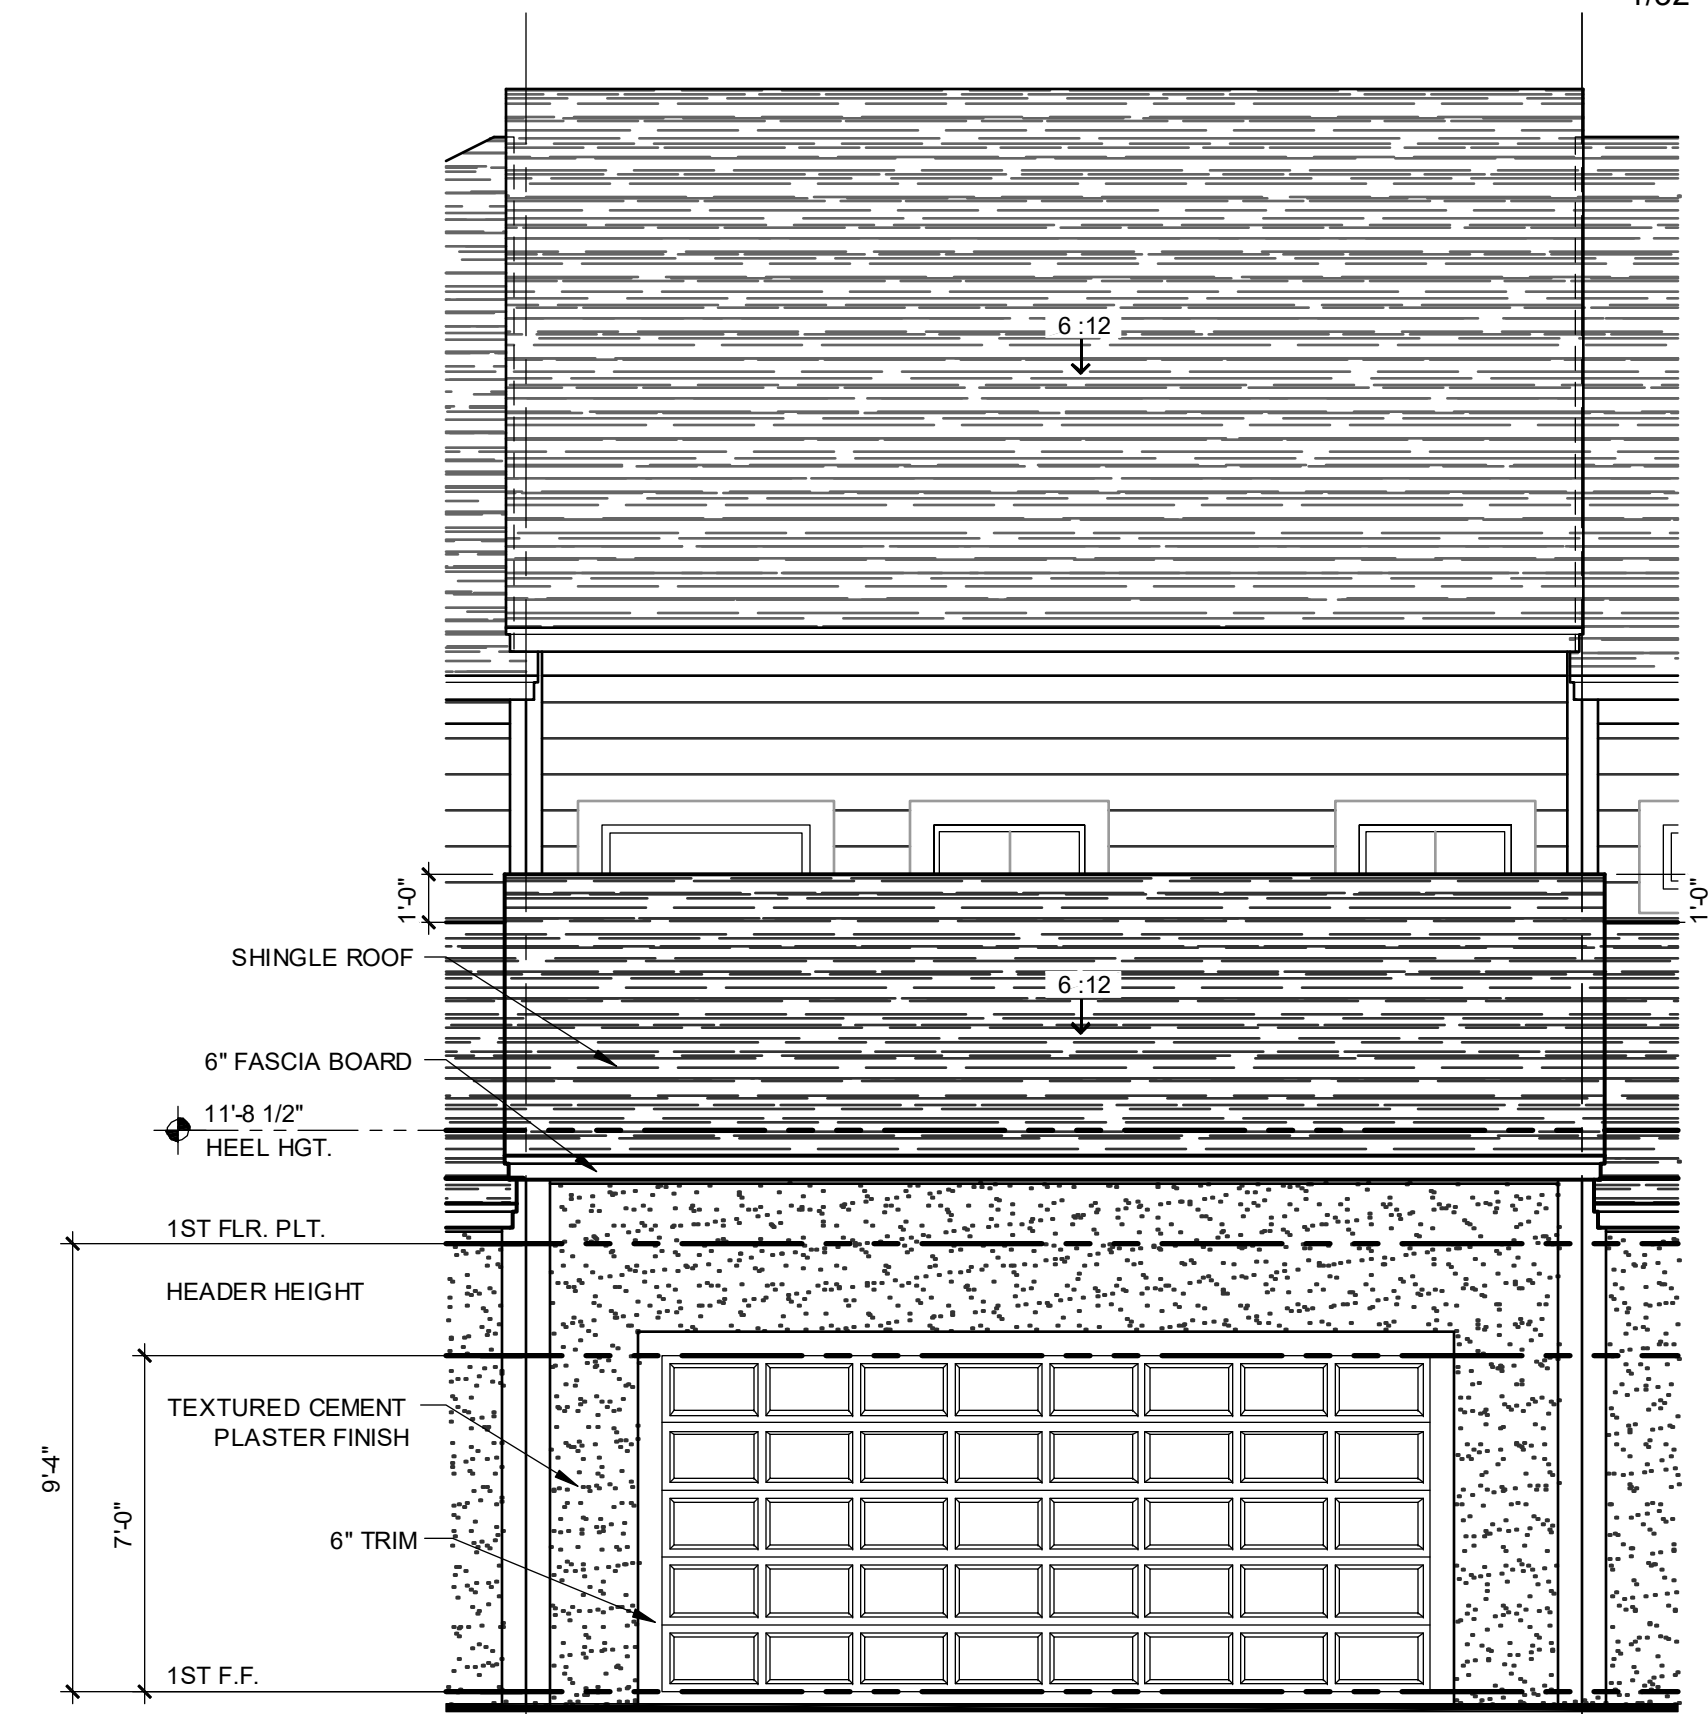 6 :12
1'-0"
1'-0"
SHINGLE ROOF
6 :12
6" FASCIA BOARD
11'-8 1/2"
HEEL HGT.
1ST FLR. PLT.
HEADER HEIGHT
TEXTURED CEMENT
PLASTER FINISH
9'-4"
7'-0"
6" TRIM
1ST F.F.